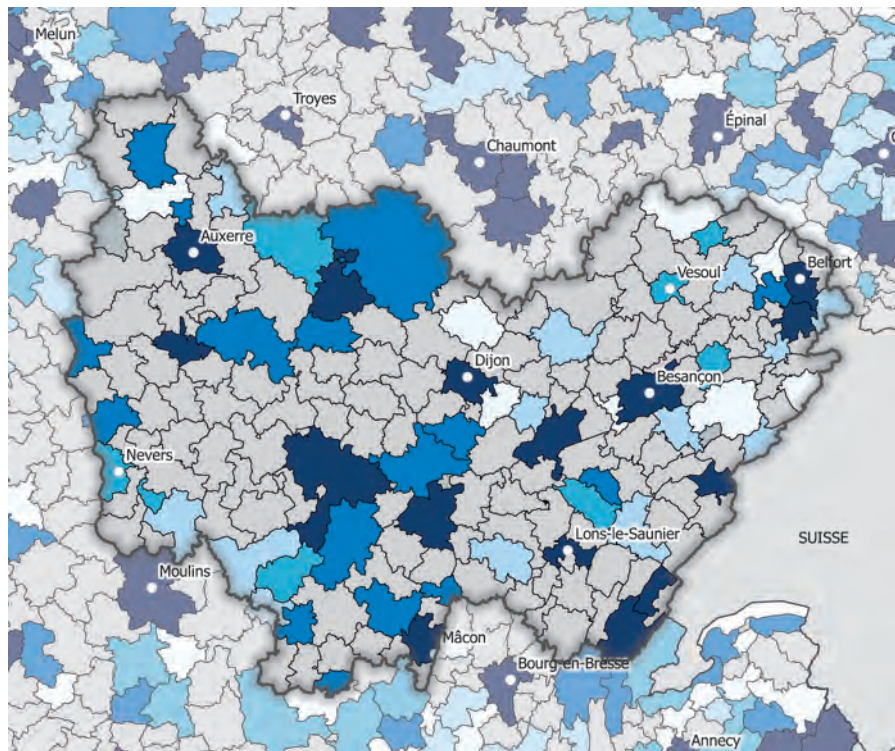 Melun
Troyes
Épinal
Chaumont
Auxerre
Vesoul
Belfort
Dijon
Besançon
Nevers
Lons-le-Saunier
SUISSE
Moulins
Mâcon
Bourg-en-Bresse
Annecy